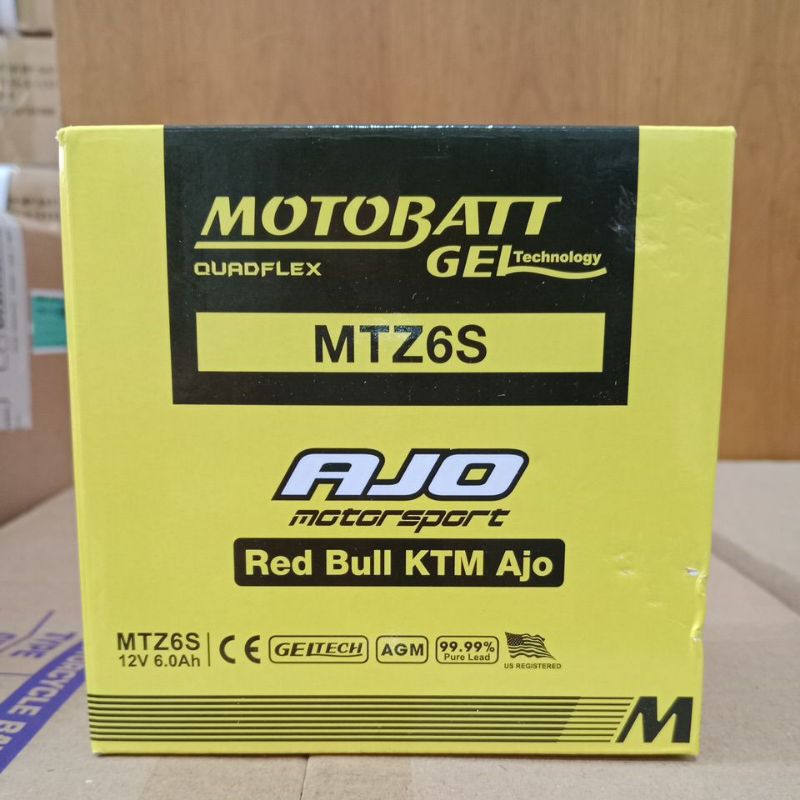 MOTOBATT
QUADFLEX
GEL Technology
MTZ6S
AJO
motorsport
Red Bull KTM Ajo
MTZ6S
12V 6.0Ah
CE
GELTECH
AGM
99.99%
Pure Lead
US REGISTERED
M
TYPE